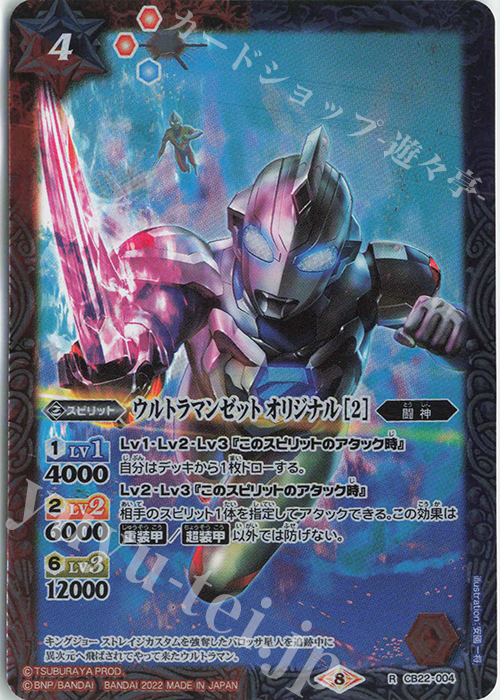 4
カードショップ-遊々亭-
スピリット
ウルトラマンゼット オリジナル[2]
とう しん
闘神
1 LV1
4000
Lv1・Lv2・Lv3『このスピリットのアタック時』
自分はデッキから1枚ドローする。
2 LV2
6000
Lv2・Lv3『このスピリットのアタック時』
相手のスピリット1体を指定してアタックできる。この効果は
重装甲/超装甲以外では防げない。
6 LV3
12000
yuyu-tei.jp
キングジョー ストレイジカスタムを強奪したバロッサ星人を追跡中に
異次元へ飛ばされてやって来たウルトラマン。
illustration:安國 一将
©TSUBURAYA PROD.
©BNP/BANDAI BANDAI 2022 MADE IN JAPAN
8
R CB22-004